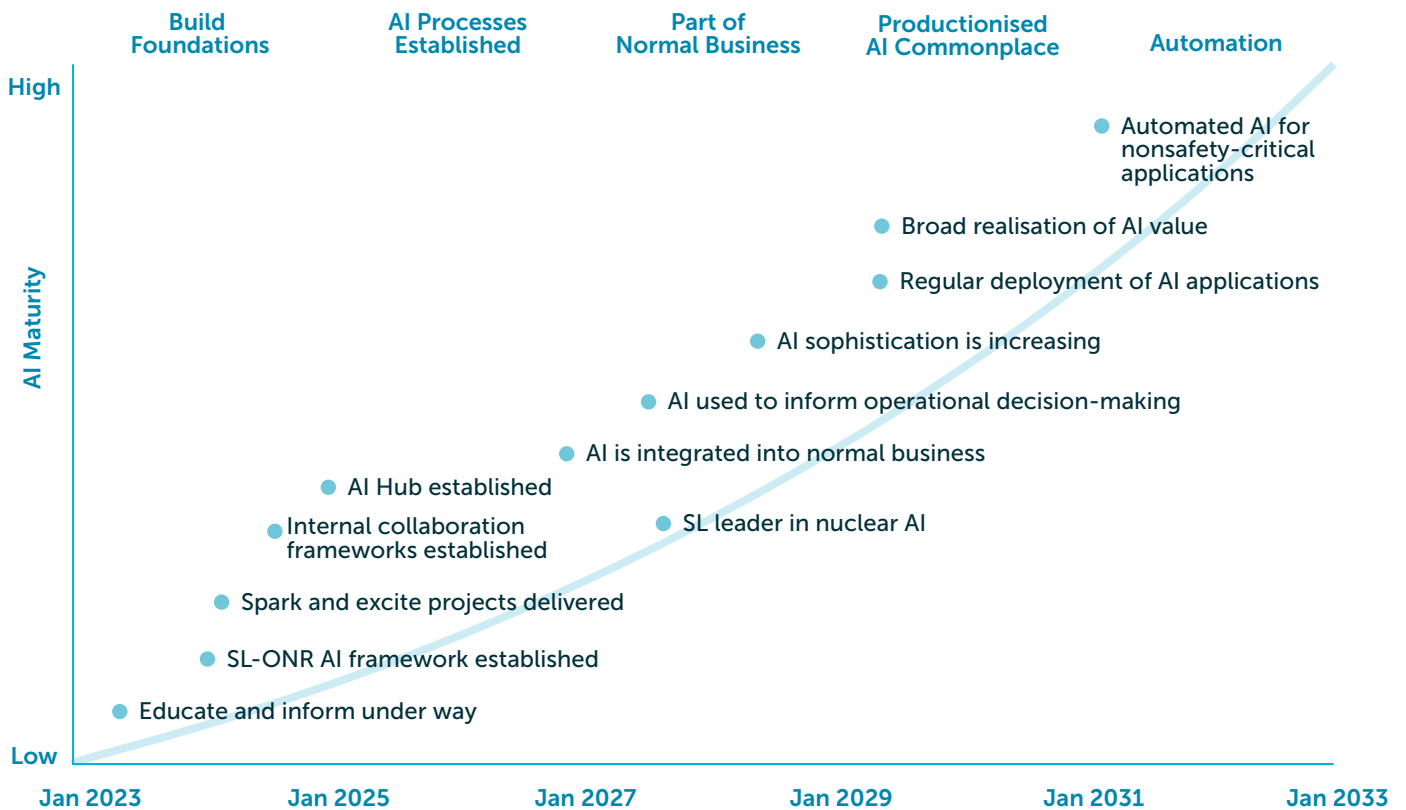 Build
Foundations
AI Processes
Established
Part of
Normal Business
Productionised
AI Commonplace
Automation
High
AI Maturity
Low
Automated AI for
nonsafety-critical
applications
Broad realisation of AI value
Regular deployment of AI applications
AI sophistication is increasing
AI used to inform operational decision-making
AI is integrated into normal business
AI Hub established
SL leader in nuclear AI
Internal collaboration
frameworks established
Spark and excite projects delivered
SL-ONR AI framework established
Educate and inform under way
Jan 2023
Jan 2025
Jan 2027
Jan 2029
Jan 2031
Jan 2033